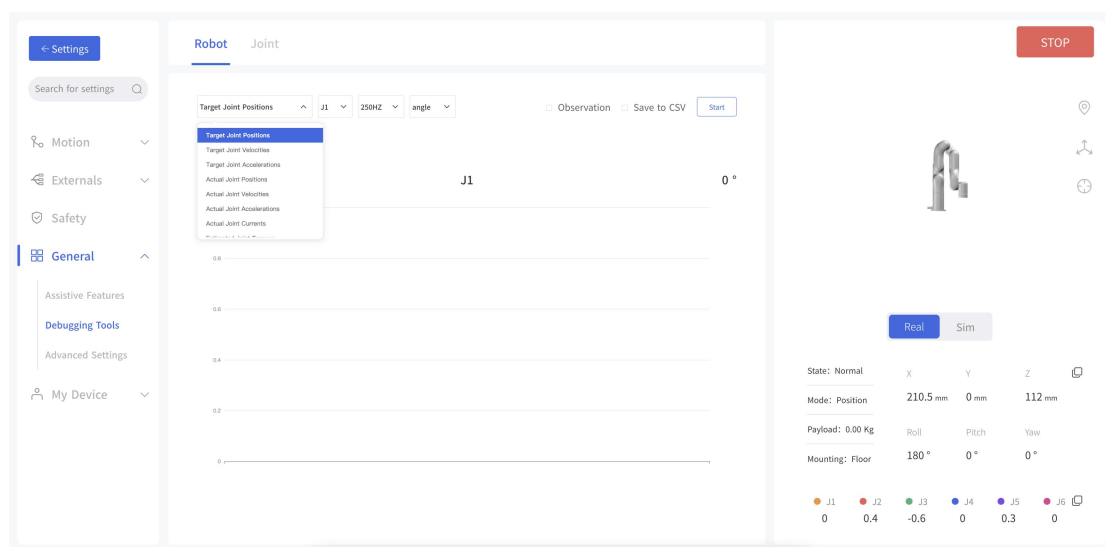 ← Settings
Search for settings
Motion
Externals
Safety
General
Assistive Features
Debugging Tools
Advanced Settings
My Device
Robot Joint
Target Joint Positions J1 250HZ angle Observation Save to CSV Start
Target Joint Positions
Target Joint Velocities
Target Joint Accelerations
Actual Joint Positions
Actual Joint Velocities
Actual Joint Accelerations
Actual Joint Currents
J1 0 °
0.8
0.6
0.4
0.2
0
STOP
Real Sim
State: Normal
Mode: Position
Payload: 0.00 Kg
Mounting: Floor
X Y Z
210.5 mm 0 mm 112 mm
Roll Pitch Yaw
180 ° 0 ° 0 °
J1 J2 J3 J4 J5 J6
0 0.4 -0.6 0 0.3 0